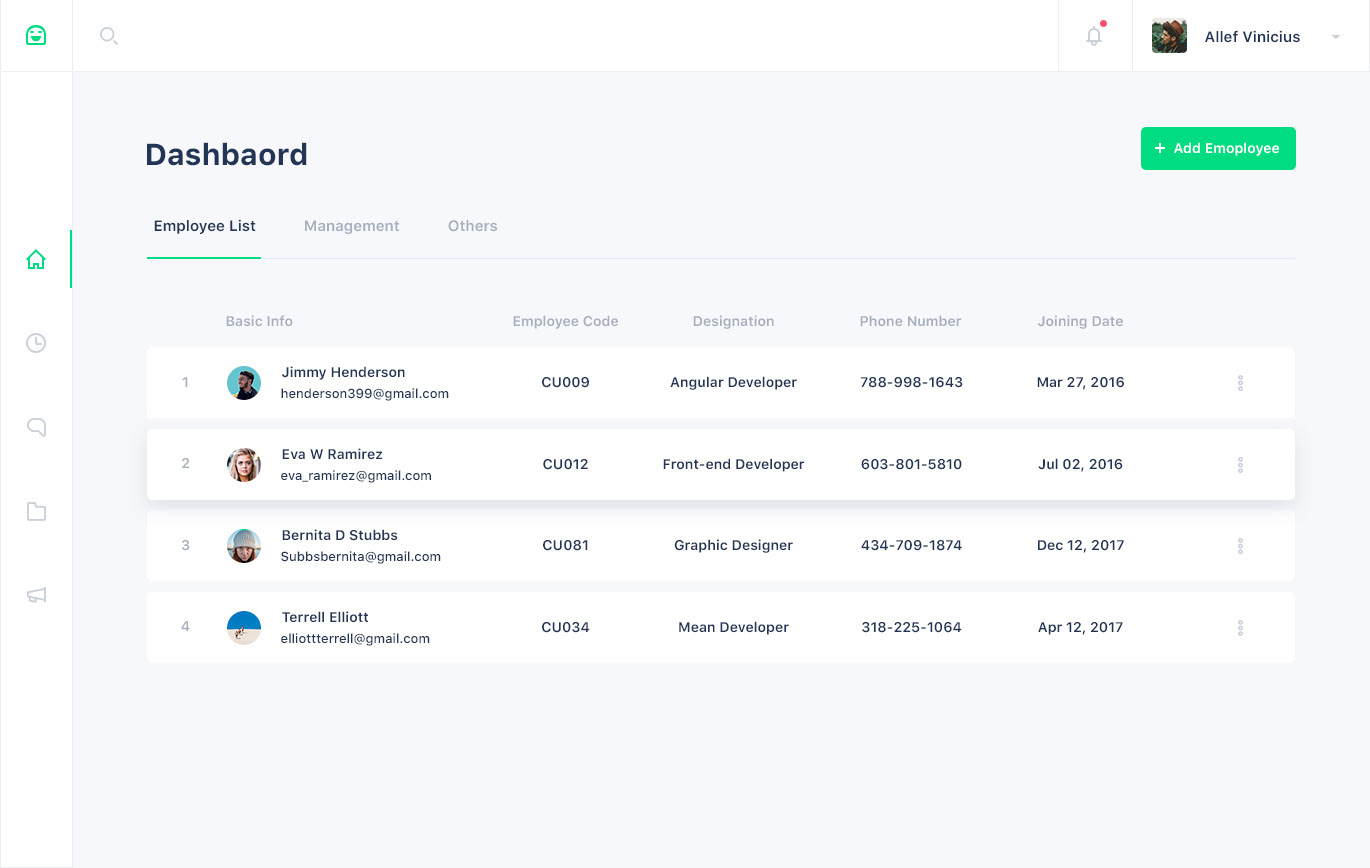 Allef Vinicius
Dashbaord
+ Add Emoployee
Employee List Management Others
Basic Info Employee Code Designation Phone Number Joining Date
1 Jimmy Henderson CU009 Angular Developer 788-998-1643 Mar 27, 2016
henderson399@gmail.com
2 Eva W Ramirez CU012 Front-end Developer 603-801-5810 Jul 02, 2016
eva_ramirez@gmail.com
3 Bernita D Stubbs CU081 Graphic Designer 434-709-1874 Dec 12, 2017
Subbsbernita@gmail.com
4 Terrell Elliott CU034 Mean Developer 318-225-1064 Apr 12, 2017
elliottterrell@gmail.com